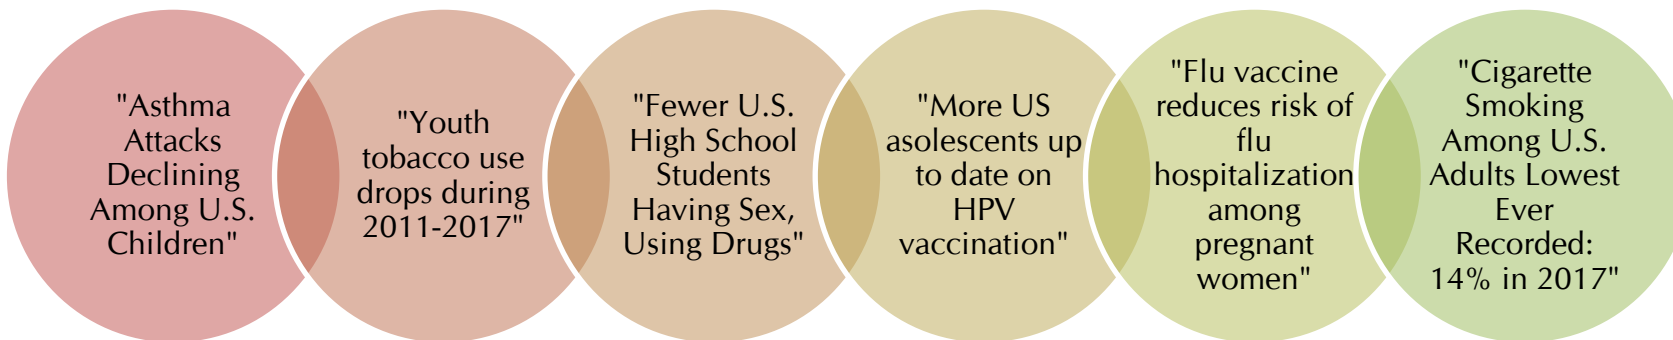 "Asthma
Attacks
Declining
Among U.S.
Children"
"Youth
tobacco use
drops during
2011-2017"
"Fewer U.S.
High School
Students
Having Sex,
Using Drugs"
"More US
asolescents up
to date on
HPV
vaccination"
"Flu vaccine
reduces risk of
flu
hospitalization
among
pregnant
women"
"Cigarette
Smoking
Among U.S.
Adults Lowest
Ever
Recorded:
14% in 2017"